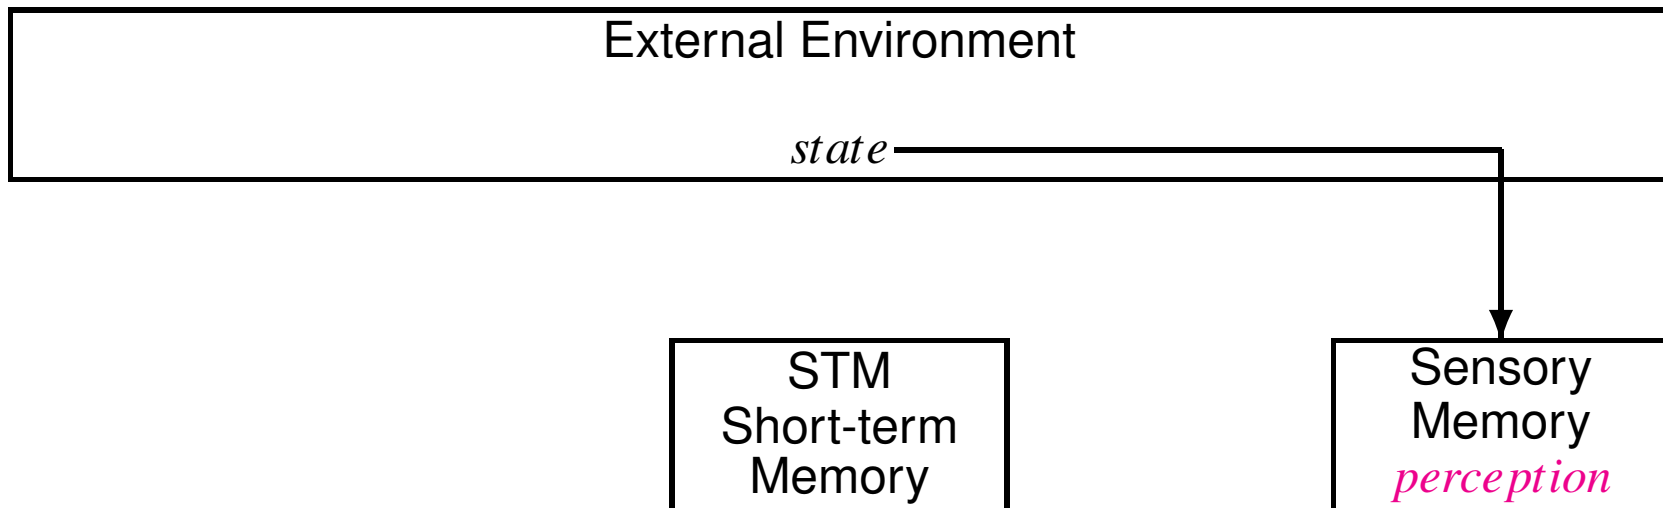 External Environment
state
STM
Short-term
Memory
Sensory
Memory
perception